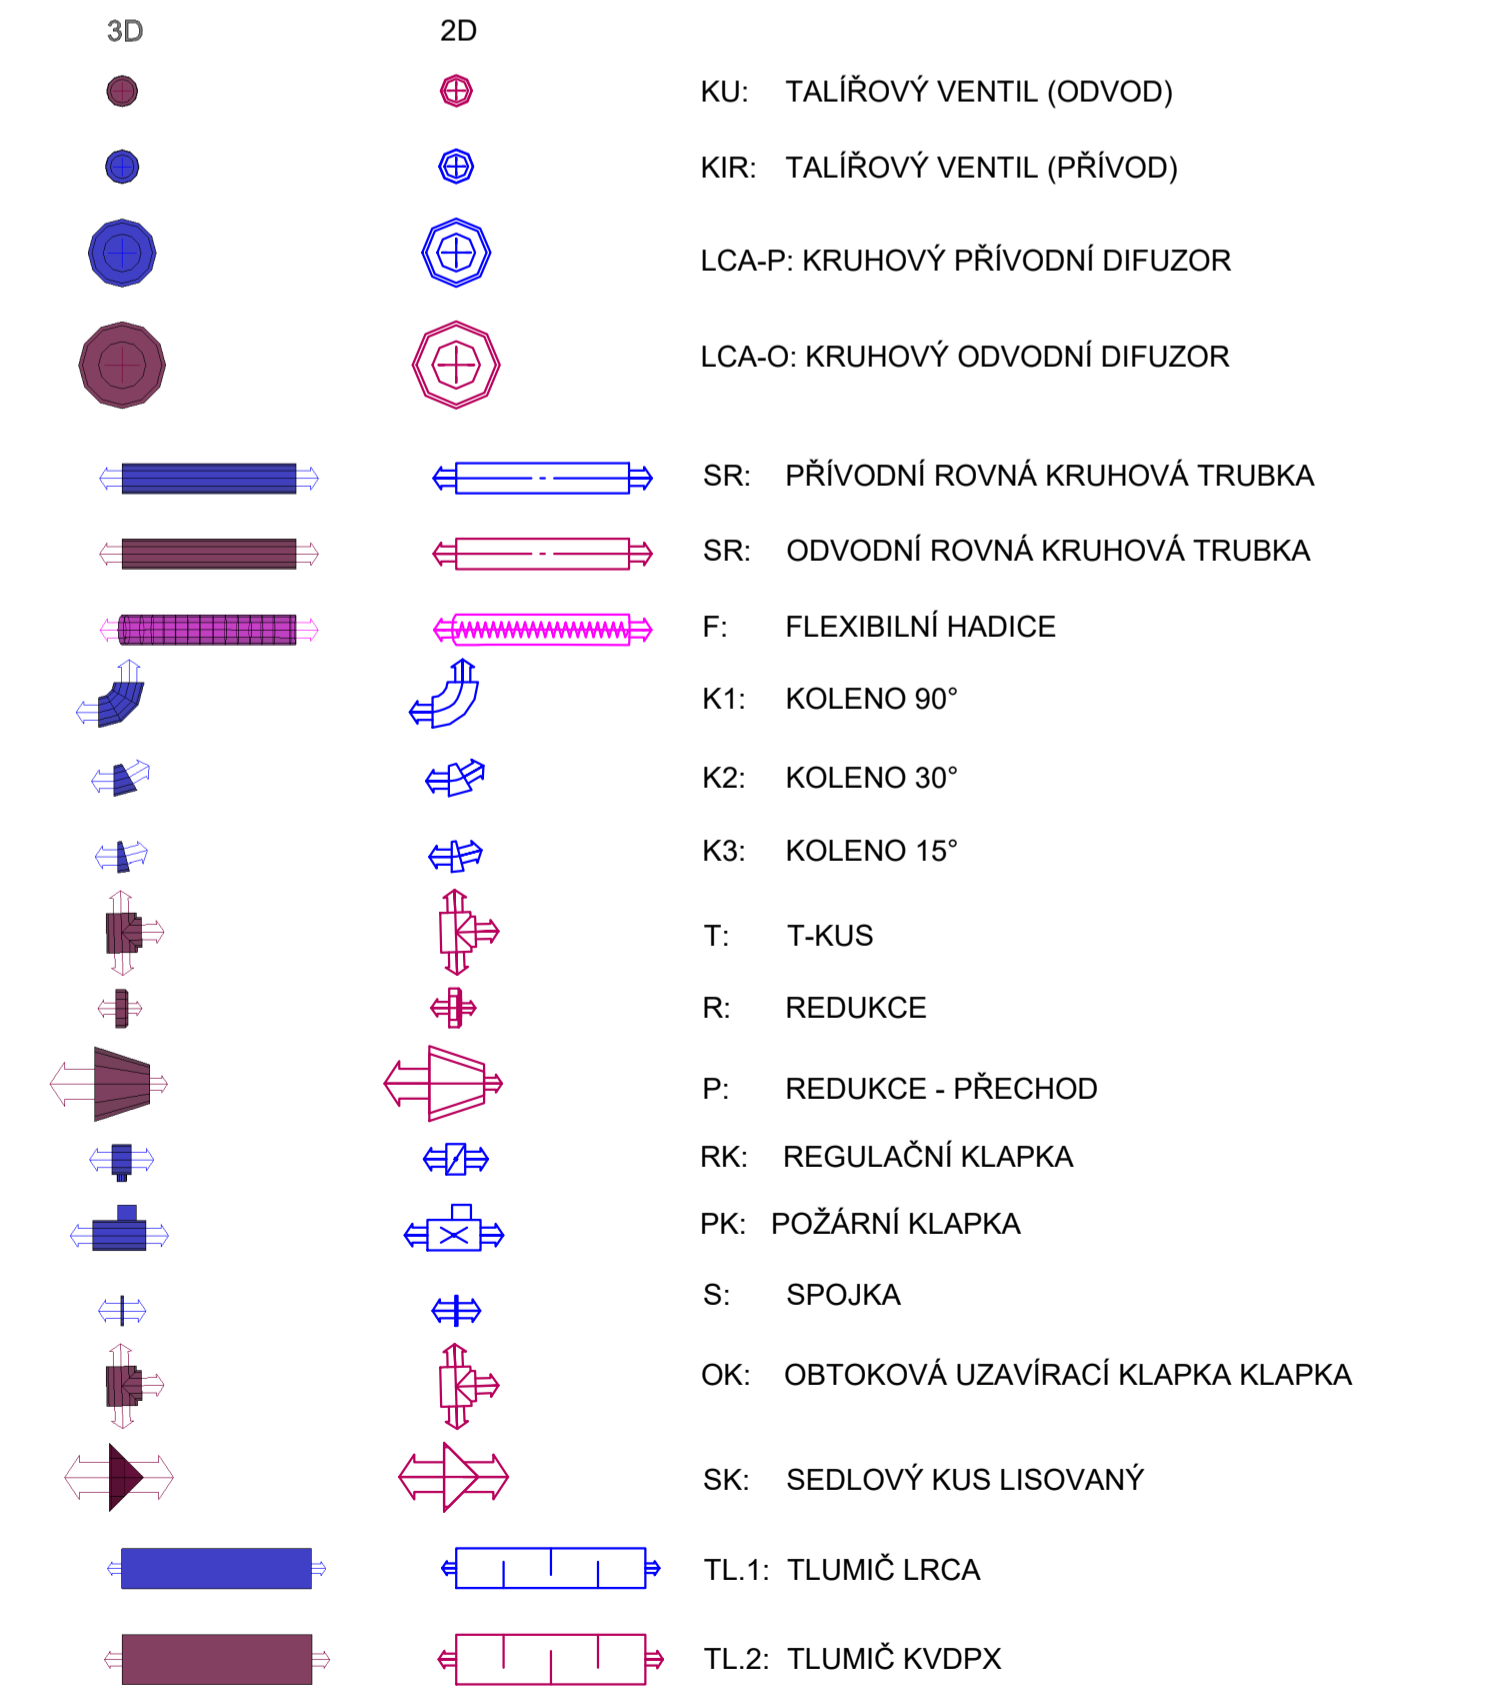 3D 2D
KU: TALÍŘOVÝ VENTIL (ODVOD)
KIR: TALÍŘOVÝ VENTIL (PŘÍVOD)
LCA-P: KRUHOVÝ PŘÍVODNÍ DIFUZOR
LCA-O: KRUHOVÝ ODVODNÍ DIFUZOR
SR: PŘÍVODNÍ ROVNÁ KRUHOVÁ TRUBKA
SR: ODVODNÍ ROVNÁ KRUHOVÁ TRUBKA
F: FLEXIBILNÍ HADICE
K1: KOLENO 90°
K2: KOLENO 30°
K3: KOLENO 15°
T: T-KUS
R: REDUKCE
P: REDUKCE - PŘECHOD
RK: REGULAČNÍ KLAPKA
PK: POŽÁRNÍ KLAPKA
S: SPOJKA
OK: OBTOKOVÁ UZAVÍRACÍ KLAPKA KLAPKA
SK: SEDLOVÝ KUS LISOVANÝ
TL.1: TLUMIČ LRCA
TL.2: TLUMIČ KVDPX